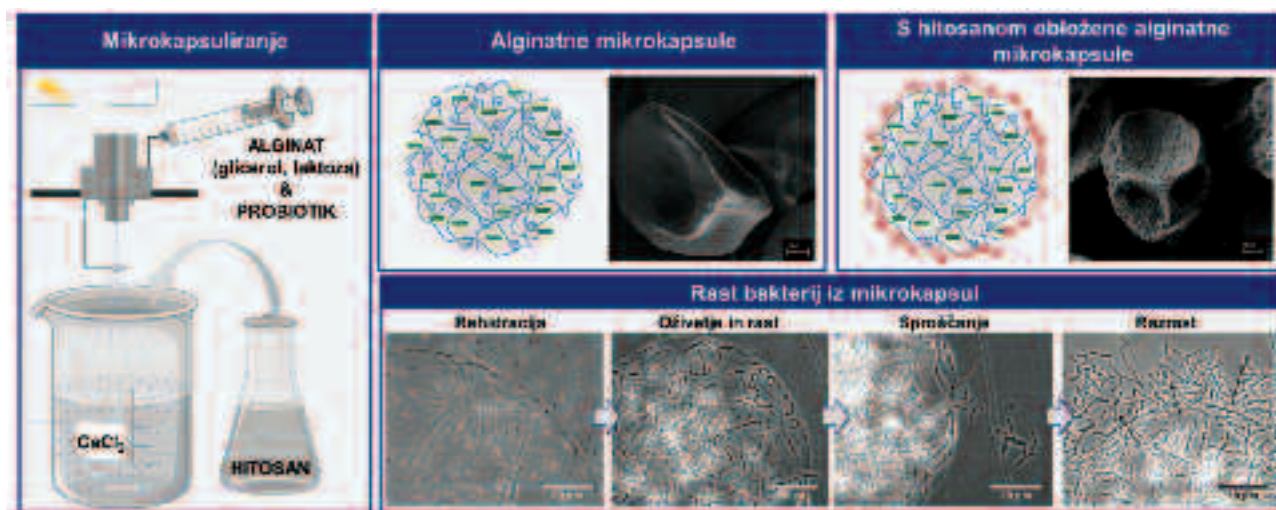 Mikrokapsuliranje
ALGINAT
(glicerol, laktoza)
&
PROBIOTIK
CaCl₂
HITOSAN
Alginatne mikrokapsule
S hitosanom obložene alginatne
mikrokapsule
Rast bakterij iz mikrokapsul
Rehidracija
Oživetje in rast
Sproščanje
Razrast